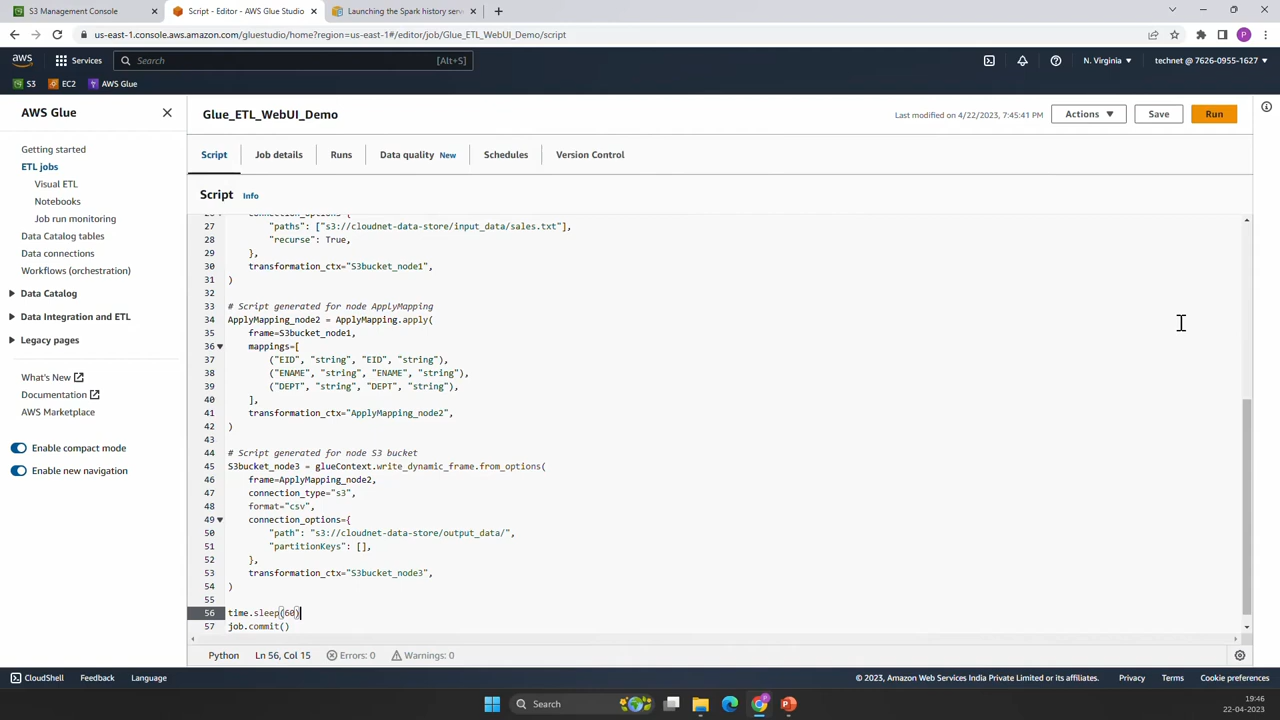 S3 Management Console
Script - Editor - AWS Glue Studio
Launching the Spark history serv
us-east-1.console.aws.amazon.com/gluestudio/home?region=us-east-1#/editor/job/Glue_ETL_WebUI_Demo/script
P
aws
Services
Search
[Alt+S]
N. Virginia
technet @ 7626-0955-1627
S3
EC2
AWS Glue
AWS Glue
Getting started
ETL jobs
Visual ETL
Notebooks
Job run monitoring
Data Catalog tables
Data connections
Workflows (orchestration)
Data Catalog
Data Integration and ETL
Legacy pages
What's New
Documentation
AWS Marketplace
Enable compact mode
Enable new navigation
Glue_ETL_WebUI_Demo
Last modified on 4/22/2023, 7:45:41 PM
Actions
Save
Run
Script
Job details
Runs
Data quality New
Schedules
Version Control
Script Info
26 connection_options={
27 "paths": ["s3://cloudnet-data-store/input_data/sales.txt"],
28 "recurse": True,
29 },
30 transformation_ctx="S3bucket_node1",
31 )
32
33 # Script generated for node ApplyMapping
34 ApplyMapping_node2 = ApplyMapping.apply(
35 frame=S3bucket_node1,
36 mappings=[
37 ("EID", "string", "EID", "string"),
38 ("ENAME", "string", "ENAME", "string"),
39 ("DEPT", "string", "DEPT", "string"),
40 ],
41 transformation_ctx="ApplyMapping_node2",
42 )
43
44 # Script generated for node S3 bucket
45 S3bucket_node3 = glueContext.write_dynamic_frame.from_options(
46 frame=ApplyMapping_node2,
47 connection_type="s3",
48 format="csv",
49 connection_options={
50 "path": "s3://cloudnet-data-store/output_data/",
51 "partitionKeys": [],
52 },
53 transformation_ctx="S3bucket_node3",
54 )
55
56 time.sleep(60)
57 job.commit()
Python
Ln 56, Col 15
Errors: 0
Warnings: 0
CloudShell
Feedback
Language
© 2023, Amazon Web Services India Private Limited or its affiliates.
Privacy
Terms
Cookie preferences
Search
19:46
22-04-2023